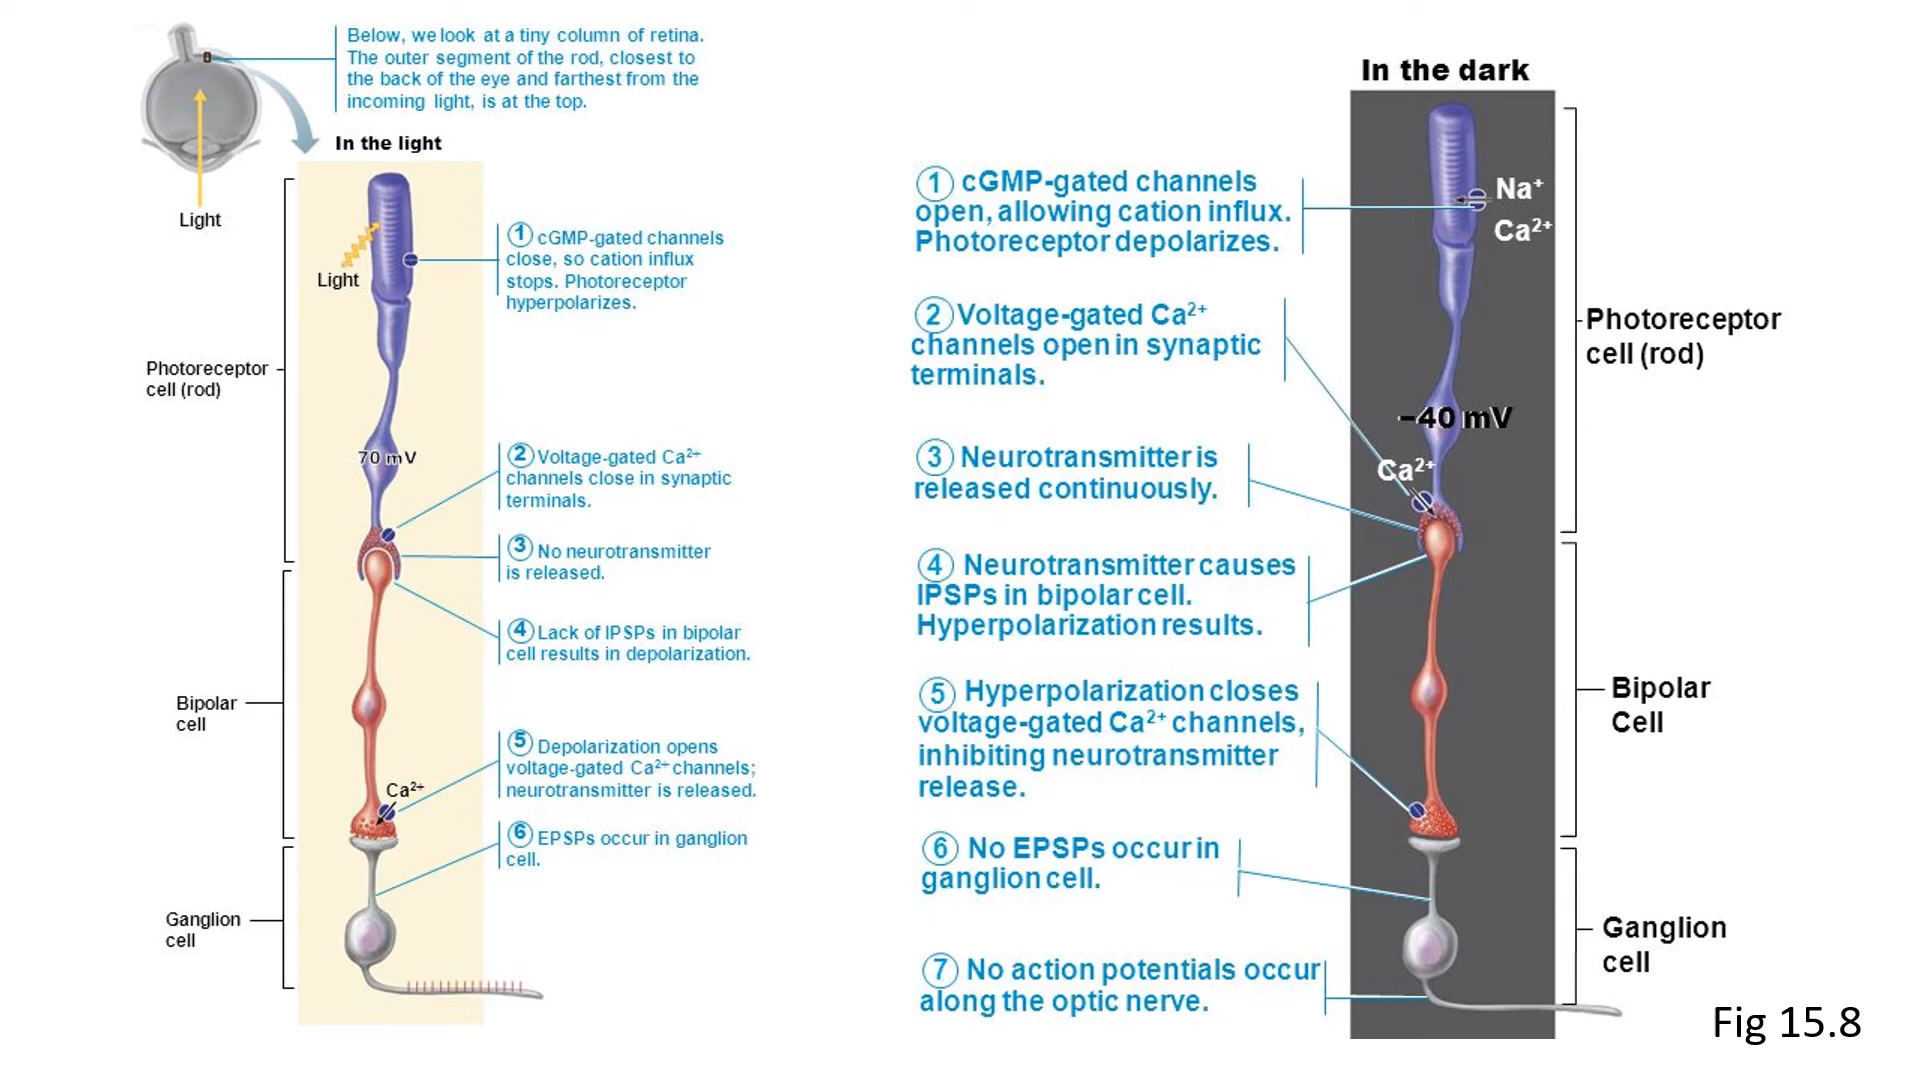 Below, we look at a tiny column of retina.
The outer segment of the rod, closest to
the back of the eye and farthest from the
incoming light, is at the top.
Light
In the light
Light
Photoreceptor
cell (rod)
70 mV
Bipolar
cell
Ca²⁺
Ganglion
cell
1 cGMP-gated channels
close, so cation influx
stops. Photoreceptor
hyperpolarizes.
2 Voltage-gated Ca²⁺
channels close in synaptic
terminals.
3 No neurotransmitter
is released.
4 Lack of IPSPs in bipolar
cell results in depolarization.
5 Depolarization opens
voltage-gated Ca²⁺ channels;
neurotransmitter is released.
6 EPSPs occur in ganglion
cell.
In the dark
1 cGMP-gated channels
open, allowing cation influx.
Photoreceptor depolarizes.
2 Voltage-gated Ca²⁺
channels open in synaptic
terminals.
3 Neurotransmitter is
released continuously.
4 Neurotransmitter causes
IPSPs in bipolar cell.
Hyperpolarization results.
5 Hyperpolarization closes
voltage-gated Ca²⁺ channels,
inhibiting neurotransmitter
release.
6 No EPSPs occur in
ganglion cell.
7 No action potentials occur
along the optic nerve.
Na⁺
Ca²⁺
−40 mV
Ca²⁺
Photoreceptor
cell (rod)
Bipolar
Cell
Ganglion
cell
Fig 15.8